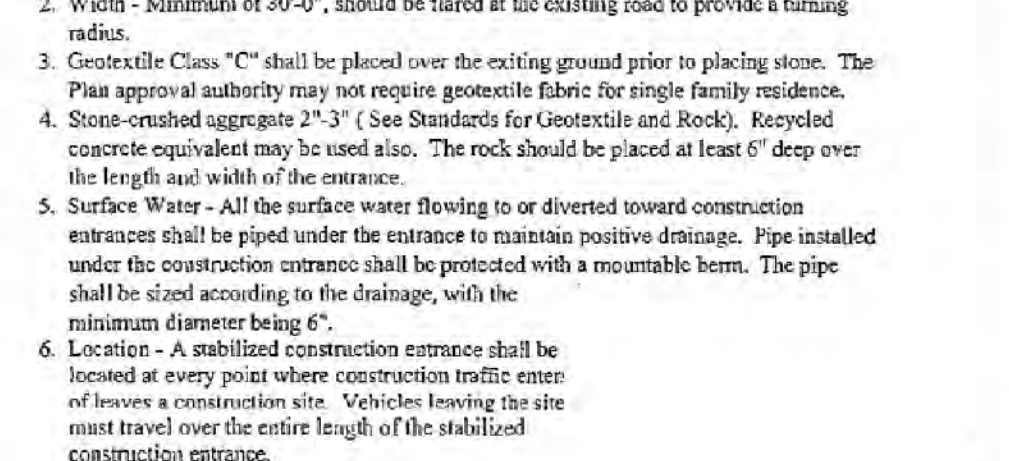 2. Width - Minimum of 30'-0", should be flared at the existing road to provide a turning
radius.
3. Geotextile Class "C" shall be placed over the exiting ground prior to placing stone. The
Plan approval authority may not require geotextile fabric for single family residence.
4. Stone-crushed aggregate 2"-3" ( See Standards for Geotextile and Rock). Recycled
concrete equivalent may be used also. The rock should be placed at least 6" deep over
the length and width of the entrance.
5. Surface Water - All the surface water flowing to or diverted toward construction
entrances shall be piped under the entrance to maintain positive drainage. Pipe installed
under the construction entrance shall be protected with a mountable berm. The pipe
shall be sized according to the drainage, with the
minimum diameter being 6".
6. Location - A stabilized construction entrance shall be
located at every point where construction traffic enter
of leaves a construction site. Vehicles leaving the site
must travel over the entire length of the stabilized
construction entrance.